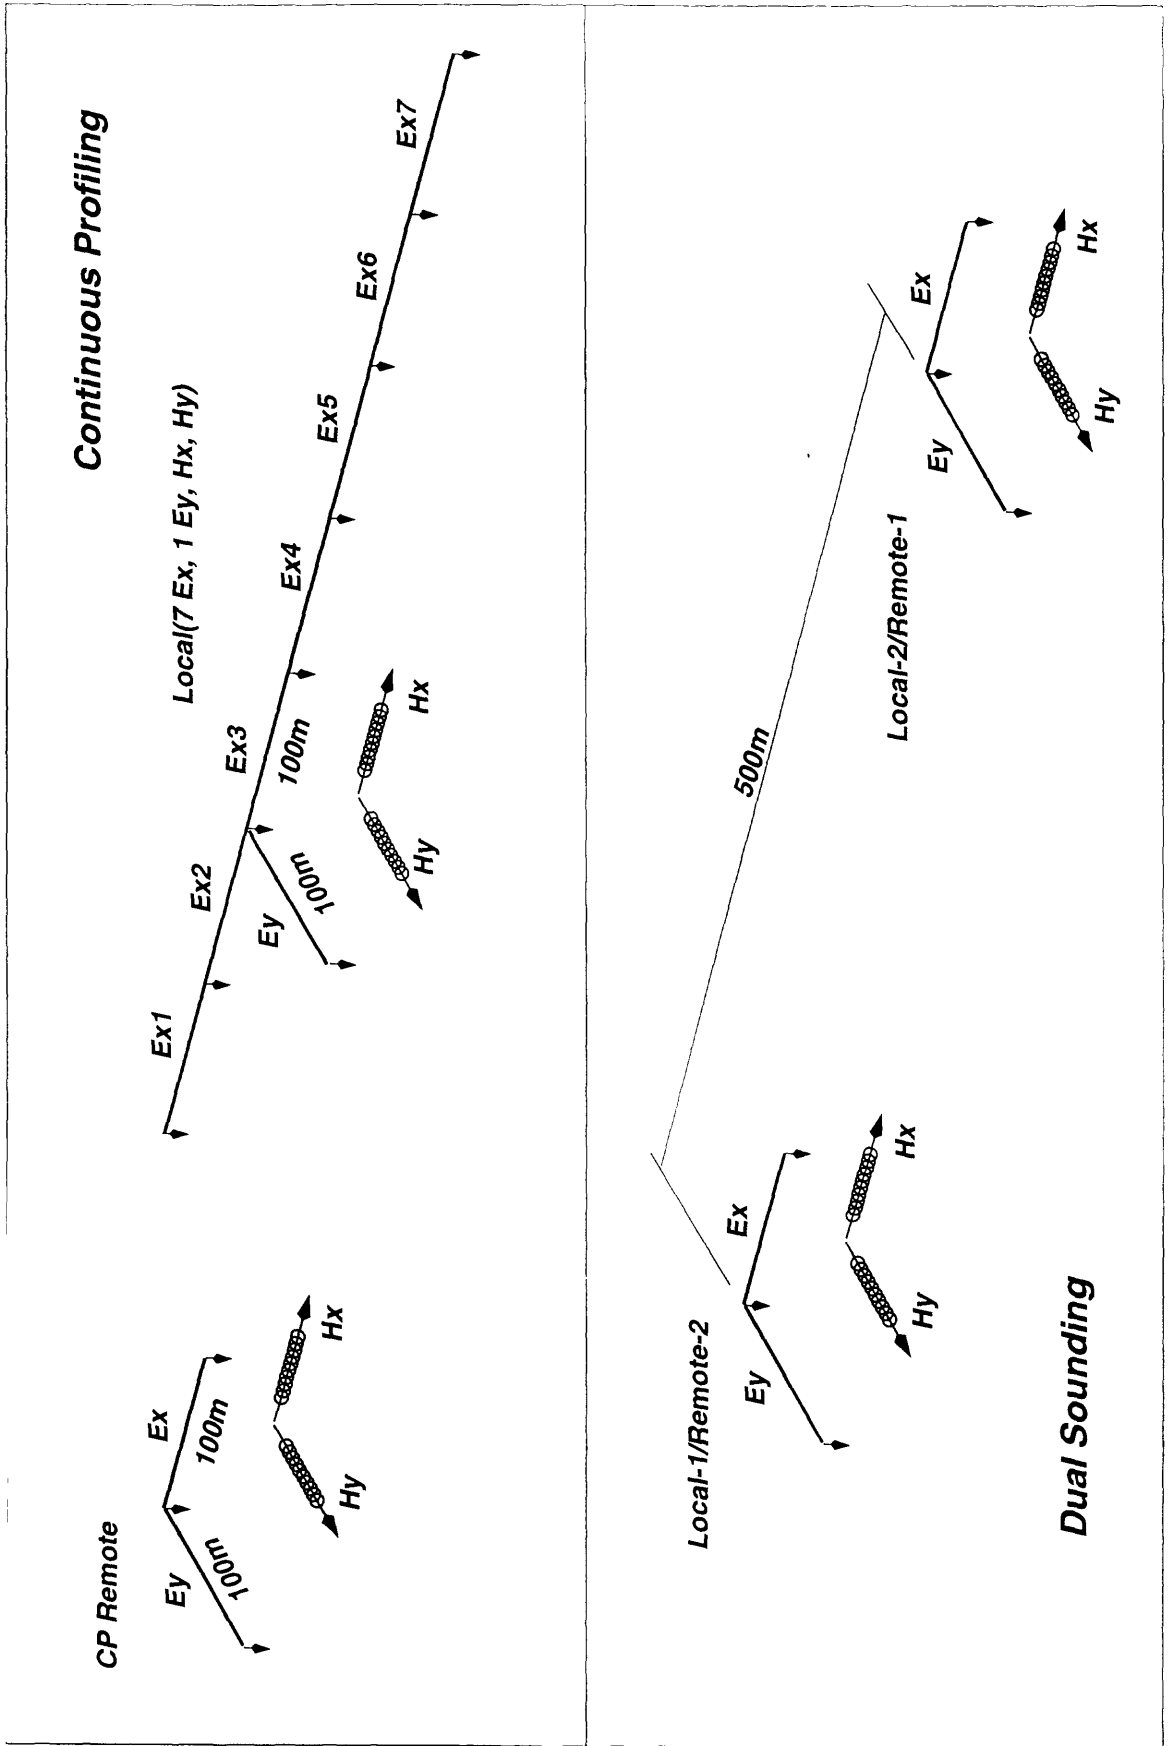 Continuous Profiling
Local(7 Ex, 1 Ey, Hx, Hy)
CP Remote
Ey
100m
Ex
100m
Hy
Hx
Ex1
Ex2
Ex3
Ex4
Ex5
Ex6
Ex7
Ey
100m
100m
Hy
Hx
Local-1/Remote-2
Ey
Ex
Hy
Hx
500m
Local-2/Remote-1
Ey
Ex
Hy
Hx
Dual Sounding